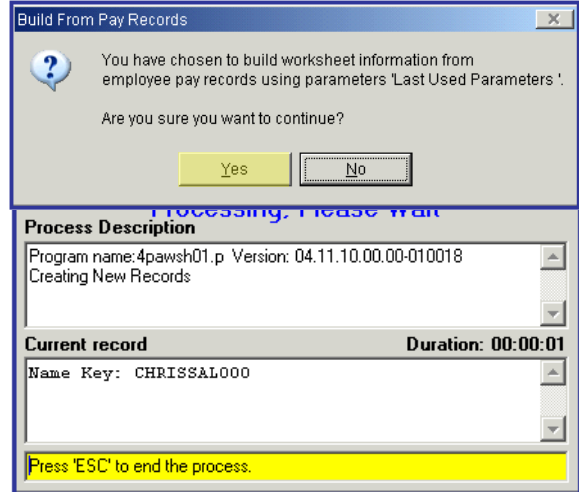 Build From Pay Records
You have chosen to build worksheet information from
employee pay records using parameters 'Last Used Parameters '.
Are you sure you want to continue?
Yes No
Processing, Please Wait
Process Description
Program name:4pawsh01.p Version: 04.11.10.00.00-010018
Creating New Records
Current record Duration: 00:00:01
Name Key: CHRISSAL000
Press 'ESC' to end the process.